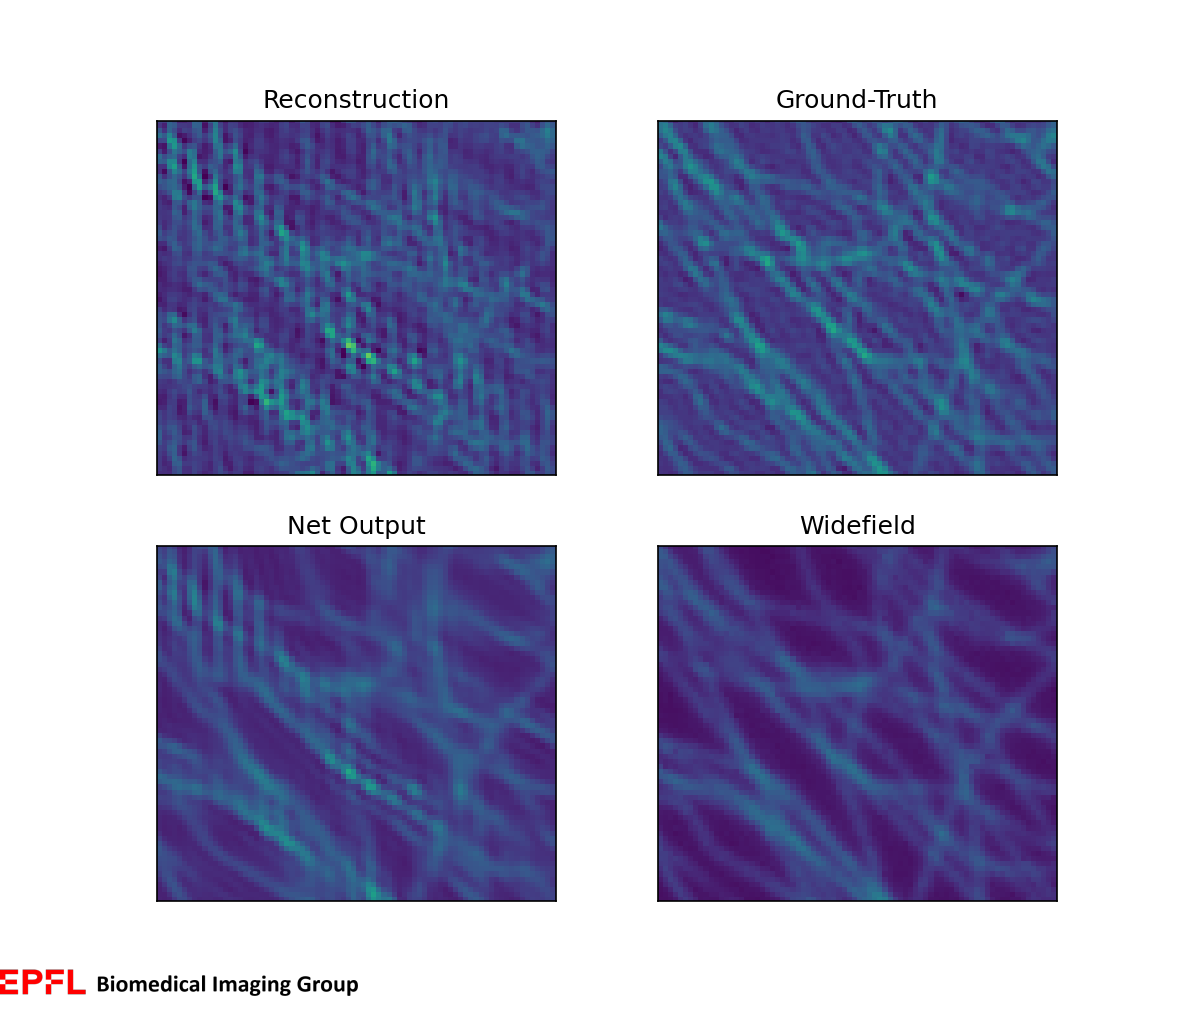 Reconstruction
Ground-Truth
Net Output
Widefield
EPFL Biomedical Imaging Group